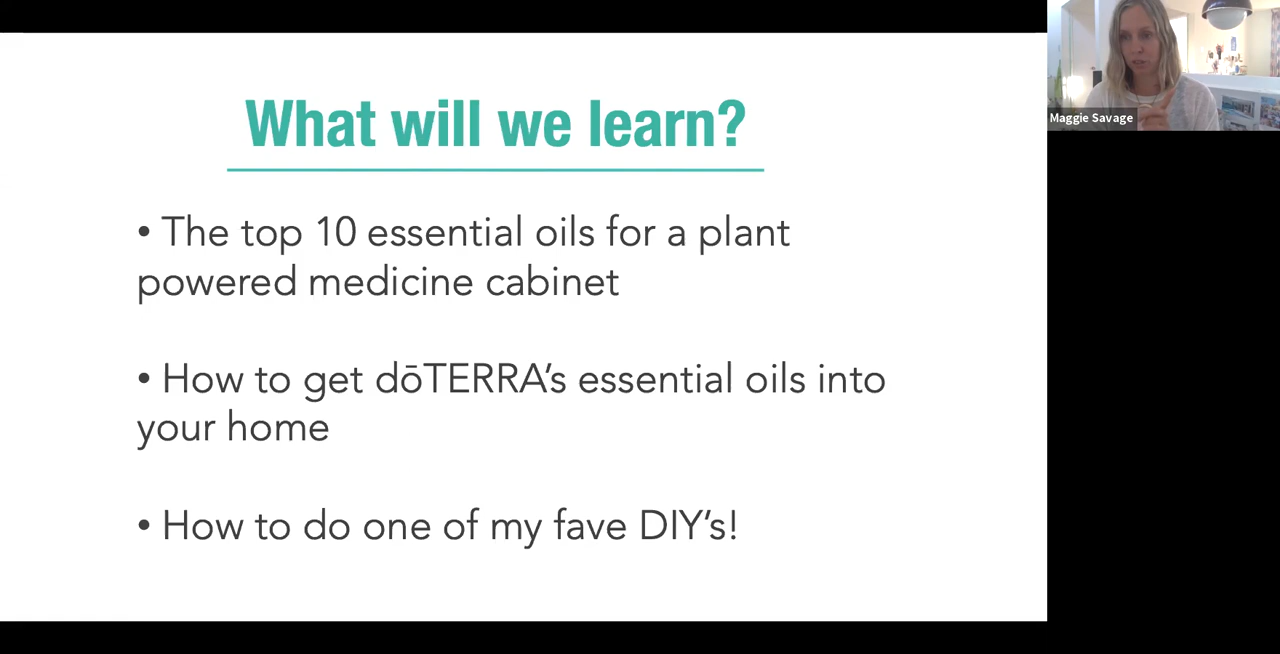 What will we learn?
• The top 10 essential oils for a plant
powered medicine cabinet
• How to get dōTERRA’s essential oils into
your home
• How to do one of my fave DIY’s!
Maggie Savage